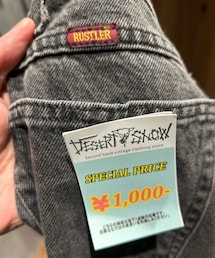 RUSTLER
DESERT SNOW
Second hand vintage clothing store
SPECIAL PRICE
¥1,000-